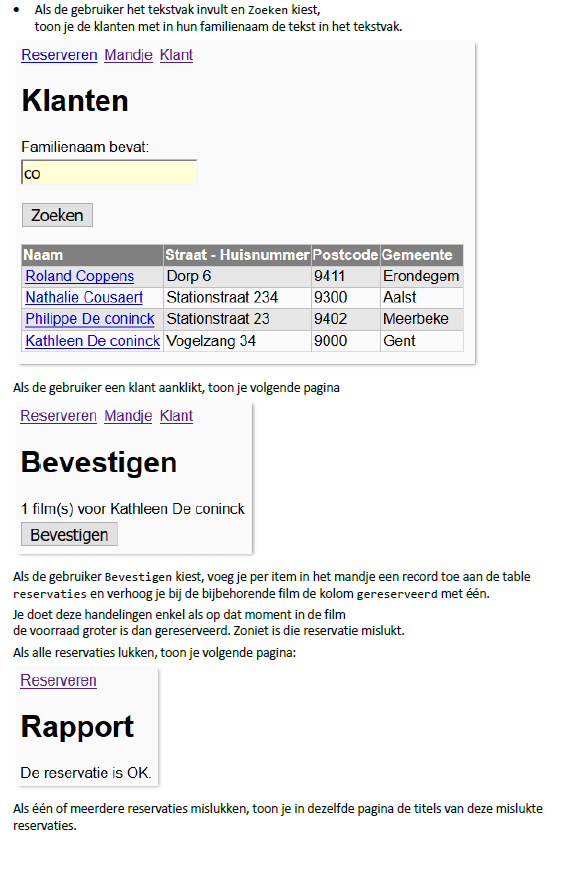 • Als de gebruiker het tekstvak invult en Zoeken kiest,
toon je de klanten met in hun familienaam de tekst in het tekstvak.
Reserveren Mandje Klant
Klanten
Familienaam bevat:
co
Zoeken
Naam Straat - Huisnummer Postcode Gemeente
Roland Coppens Dorp 6 9411 Erondegem
Nathalie Cousaert Stationstraat 234 9300 Aalst
Philippe De coninck Stationstraat 23 9402 Meerbeke
Kathleen De coninck Vogelzang 34 9000 Gent
Als de gebruiker een klant aanklikt, toon je volgende pagina
Reserveren Mandje Klant
Bevestigen
1 film(s) voor Kathleen De coninck
Bevestigen
Als de gebruiker Bevestigen kiest, voeg je per item in het mandje een record toe aan de table
reservaties en verhoog je bij de bijbehorende film de kolom gereserveerd met één.
Je doet deze handelingen enkel als op dat moment in de film
de voorraad groter is dan gereserveerd. Zoniet is die reservatie mislukt.
Als alle reservaties lukken, toon je volgende pagina:
Reserveren
Rapport
De reservatie is OK.
Als één of meerdere reservaties mislukken, toon je in dezelfde pagina de titels van deze mislukte
reservaties.